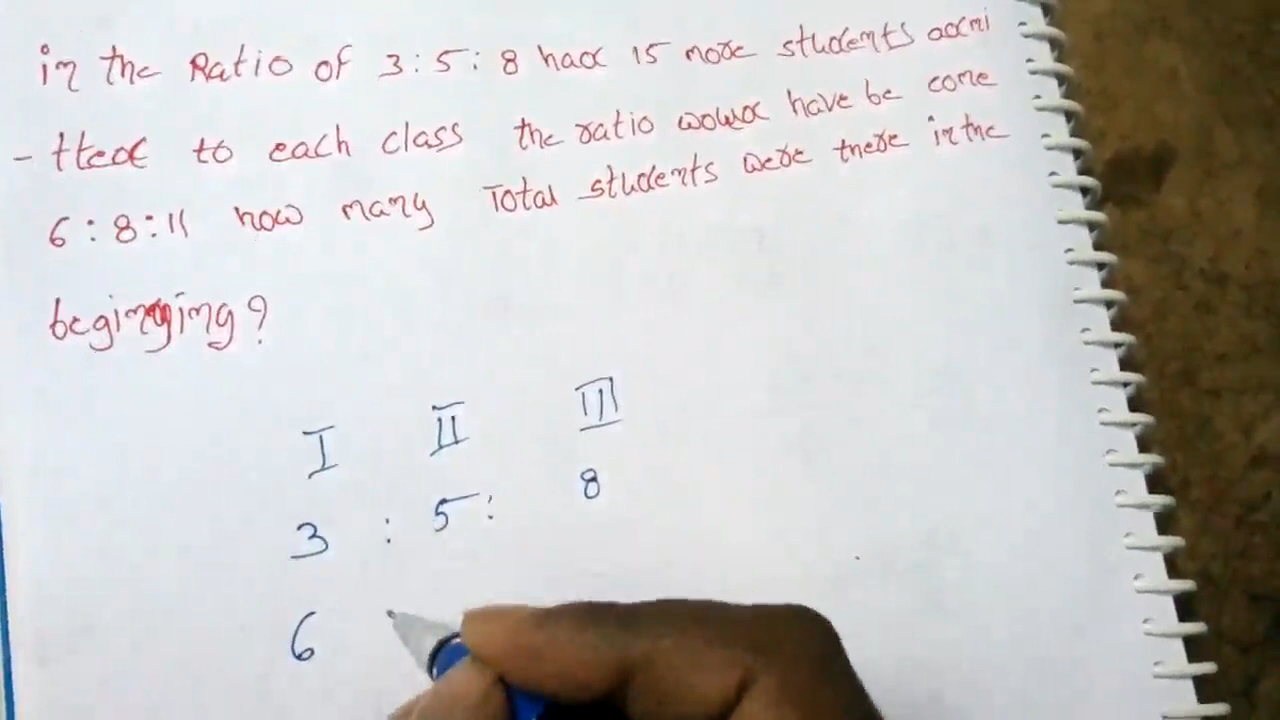 in the Ratio of 3 : 5 : 8 had 15 more students admi
- tted to each class the ratio would have be come
6 : 8 : 11 how many Total students were there in the
beginging?
I II III
3 : 5 : 8
6